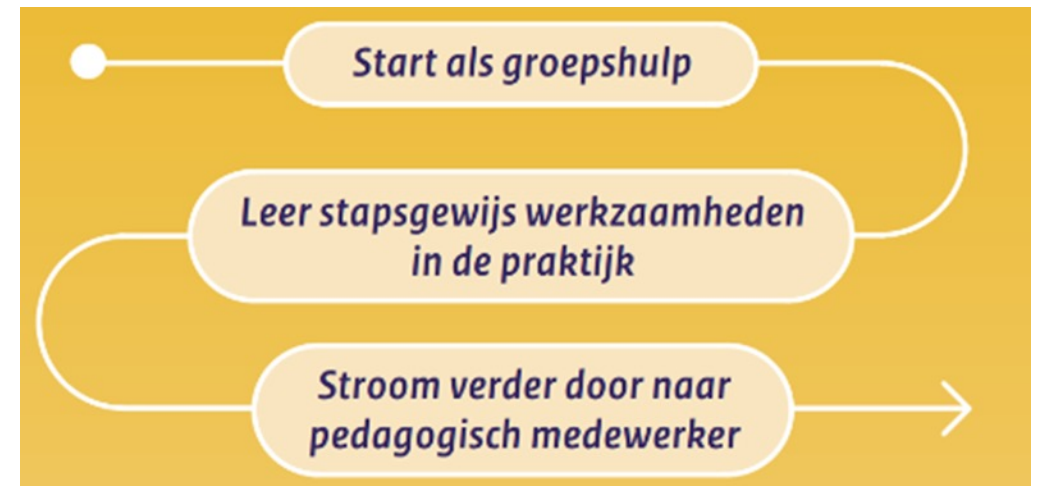 Start als groepshulp
Leer stapsgewijs werkzaamheden
in de praktijk
Stroom verder door naar
pedagogisch medewerker